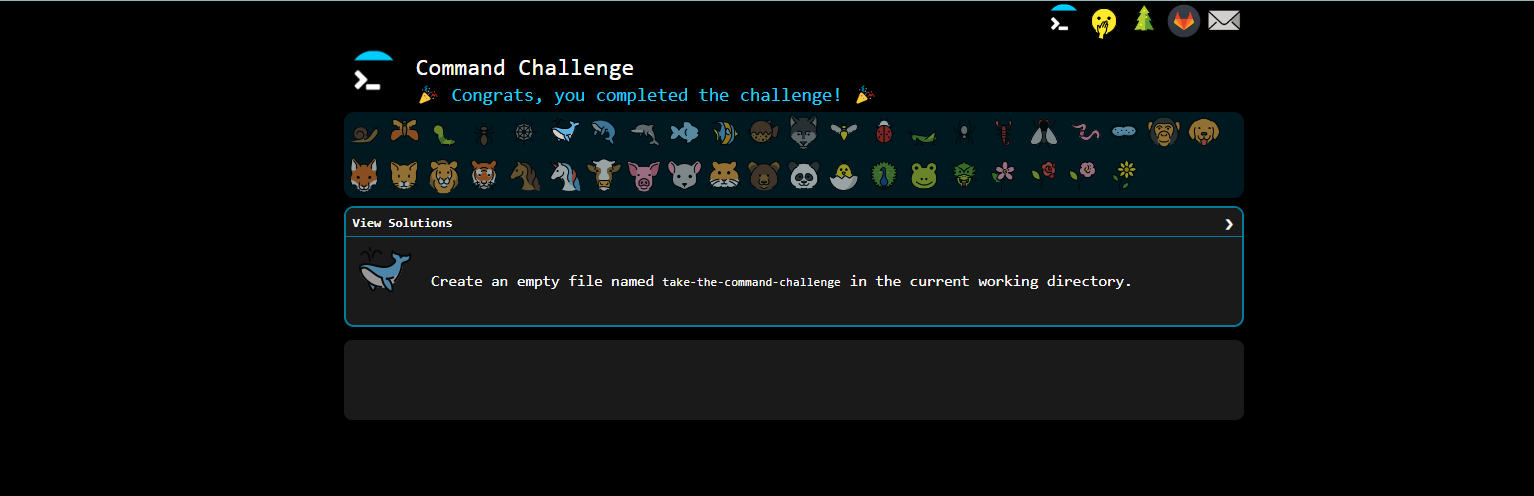 Command Challenge
🎉 Congrats, you completed the challenge! 🎉
View Solutions
Create an empty file named take-the-command-challenge in the current working directory.